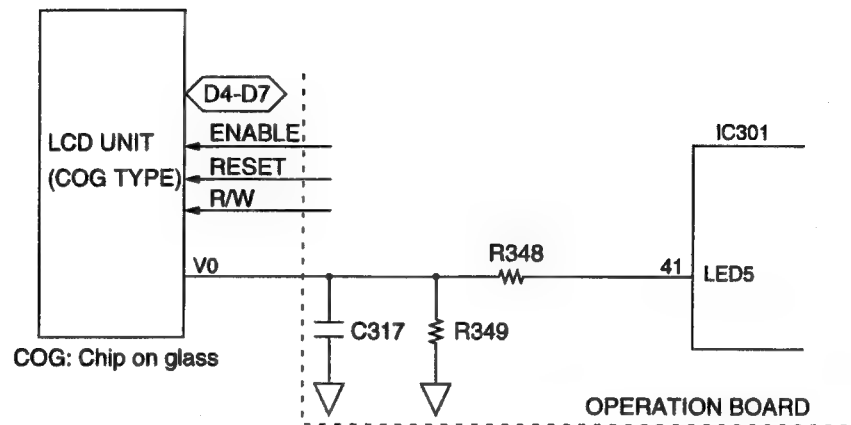 D4-D7
ENABLE
IC301
LCD UNIT
(COG TYPE)
RESET
R/W
V0
R348
41
LED5
C317
R349
COG: Chip on glass
OPERATION BOARD